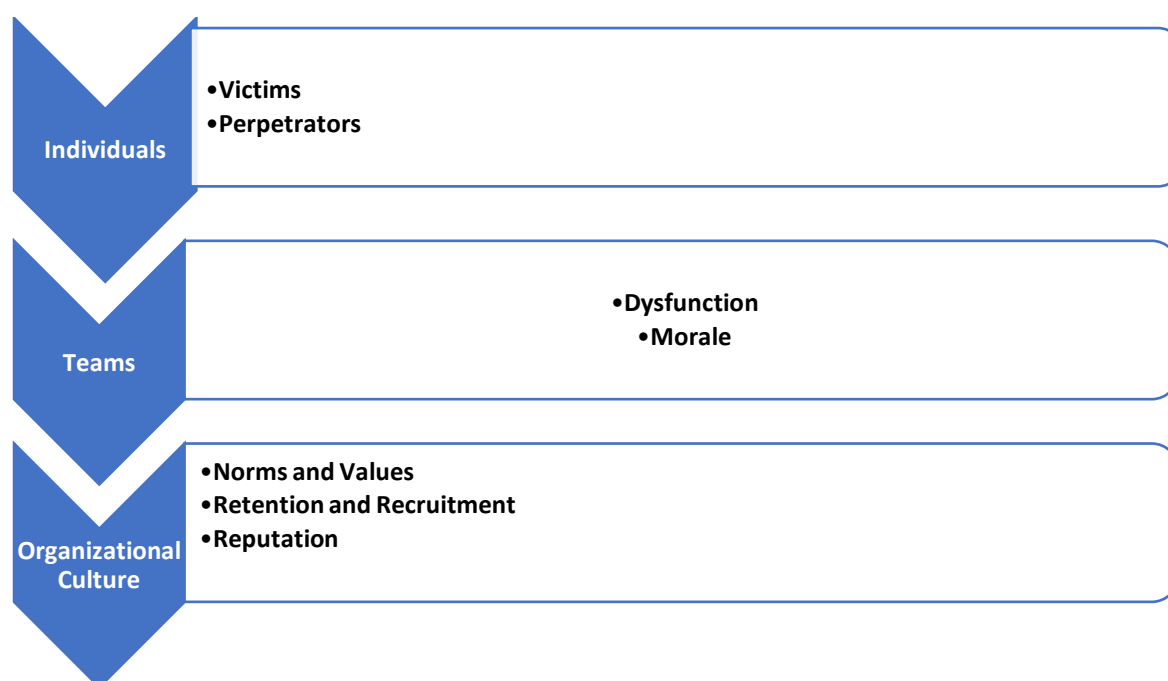 Individuals
•Victims
•Perpetrators
Teams
•Dysfunction
•Morale
Organizational
Culture
•Norms and Values
•Retention and Recruitment
•Reputation